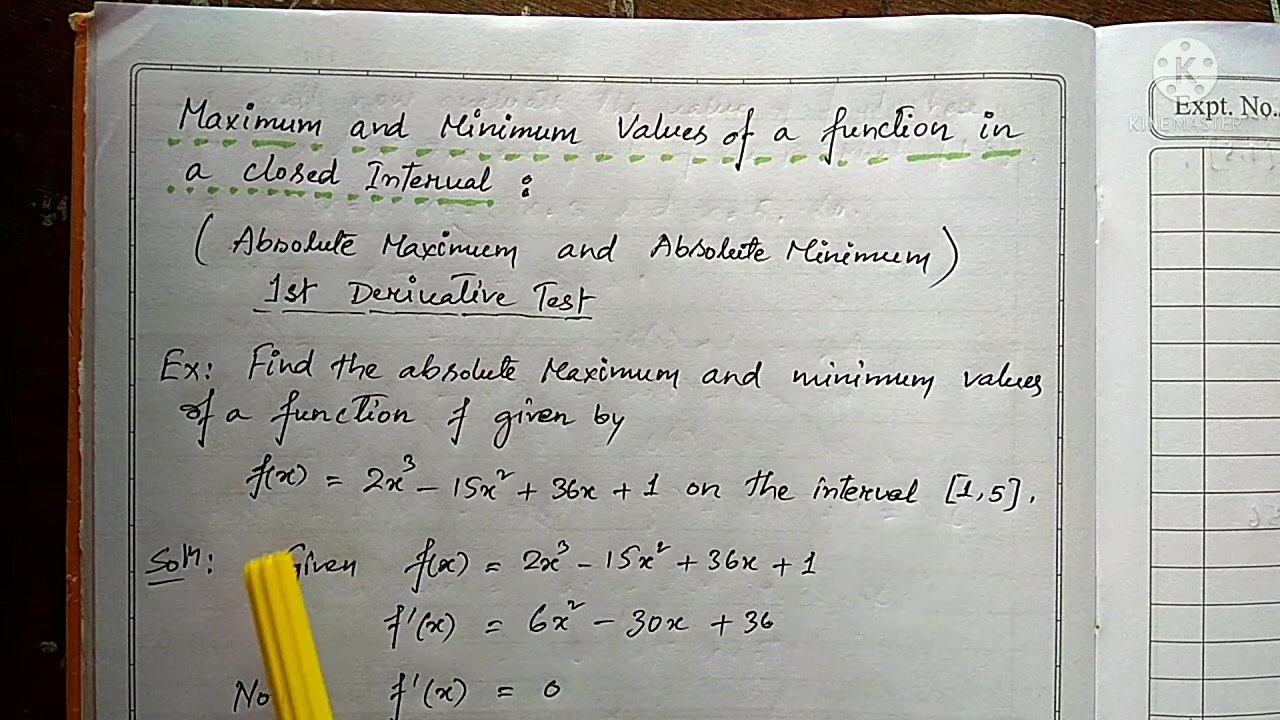 Maximum and Minimum Values of a function in
a closed Interval :
( Absolute Maximum and Absolute Minimum )
1st Derivative Test
Ex: Find the absolute Maximum and minimum values
of a function f given by
f(x) = 2x³ - 15x² + 36x + 1 on the interval [1,5].
Soln: Given f(x) = 2x³ - 15x² + 36x + 1
f'(x) = 6x² - 30x + 36
f'(x) = 0
K
KINEMASTER
Expt. No.